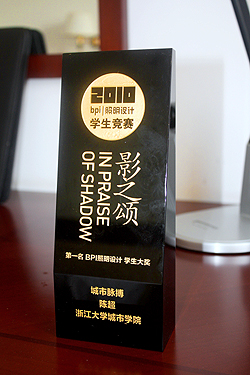 2010
bpi|照明设计
学生竞赛
影之颂
IN PRAISE
OF SHADOW
第一名 BPI照明设计 学生大奖
城市脉博
陈超
浙江大学城市学院